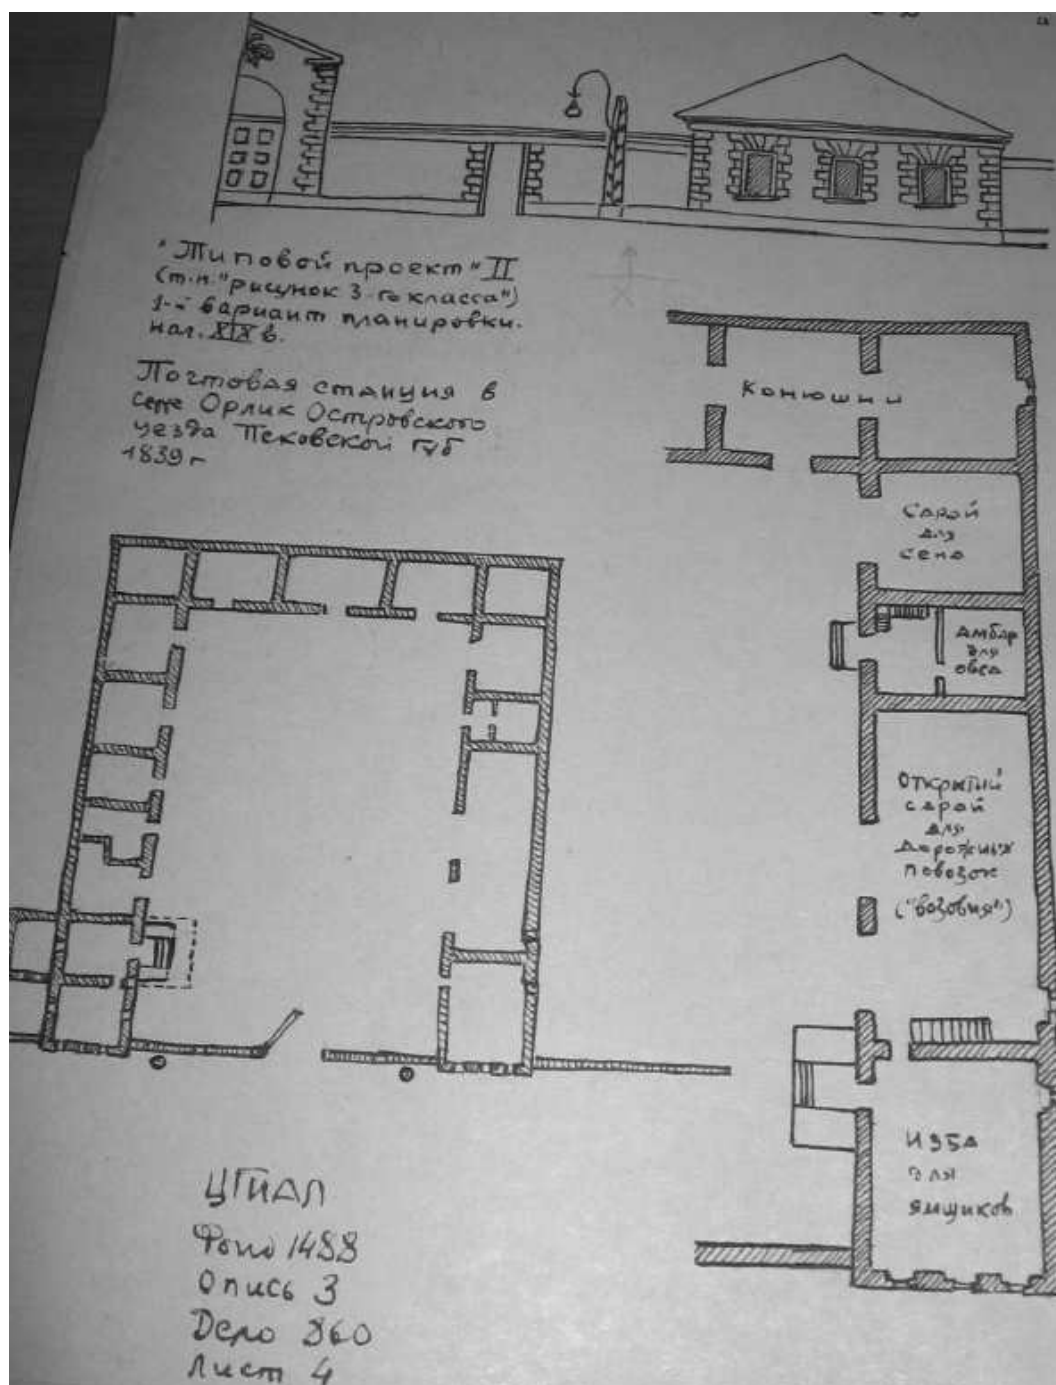 "Типовой проект" II
(т.н. "рисунок 3-го класса")
1-й вариант планировки.
нач. XIX в.
Почтовая станция в
селе Орлик Островского
уезда Псковской губ
1839 г
Конюшни
Сарай
для
сена
Амбар
для
овса
Открытый
сарай
для
дорожных
повозок
("возовня")
Изба
для
ямщиков
ЦГИАЛ
Фонд 1488
Опись 3
Дело 860
Лист 4